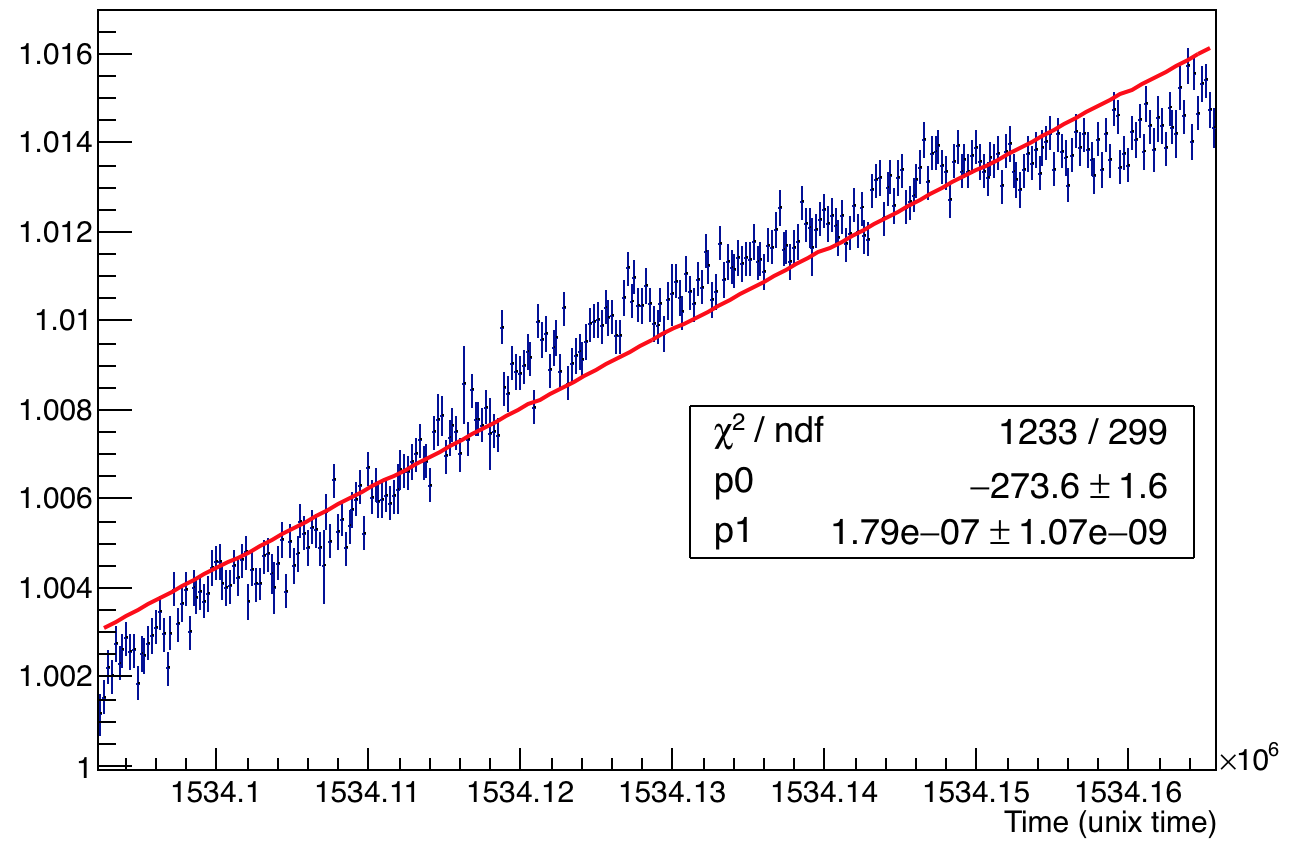 1.016
1.014
1.012
1.01
1.008
1.006
1.004
1.002
1
χ² / ndf 1233 / 299
p0 −273.6 ± 1.6
p1 1.79e−07 ± 1.07e−09
1534.1 1534.11 1534.12 1534.13 1534.14 1534.15 1534.16 ×10⁶
Time (unix time)